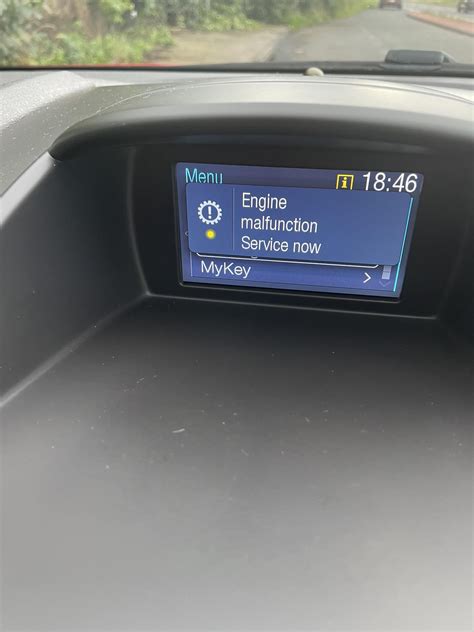 Menu
i 18:46
Engine
malfunction
Service now
MyKey